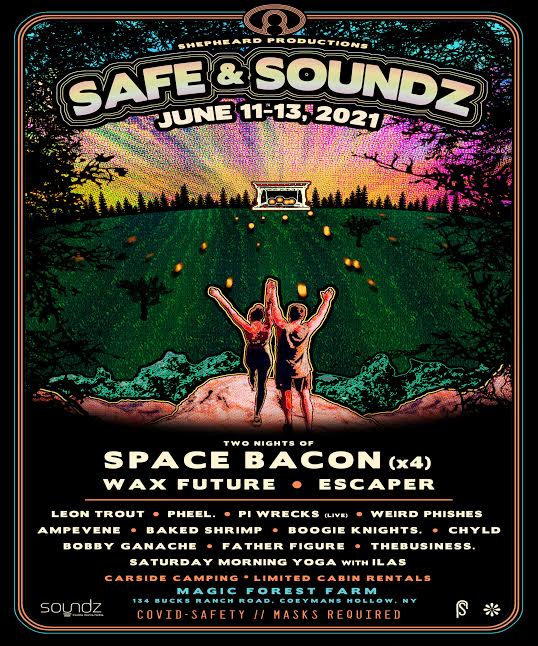 SHEPHEARD PRODUCTIONS
SAFE & SOUNDZ
JUNE 11-13, 2021
TWO NIGHTS OF
SPACE BACON (x4)
WAX FUTURE • ESCAPER
LEON TROUT • PHEEL. • PI WRECKS (LIVE) • WEIRD PHISHES
AMPEVENE • BAKED SHRIMP • BOOGIE KNIGHTS. • CHYLD
BOBBY GANACHE • FATHER FIGURE • THEBUSINESS.
SATURDAY MORNING YOGA WITH ILAS
CARSIDE CAMPING * LIMITED CABIN RENTALS
MAGIC FOREST FARM
134 BUCKS RANCH ROAD, COEYMANS HOLLOW, NY
COVID-SAFETY // MASKS REQUIRED
soundz